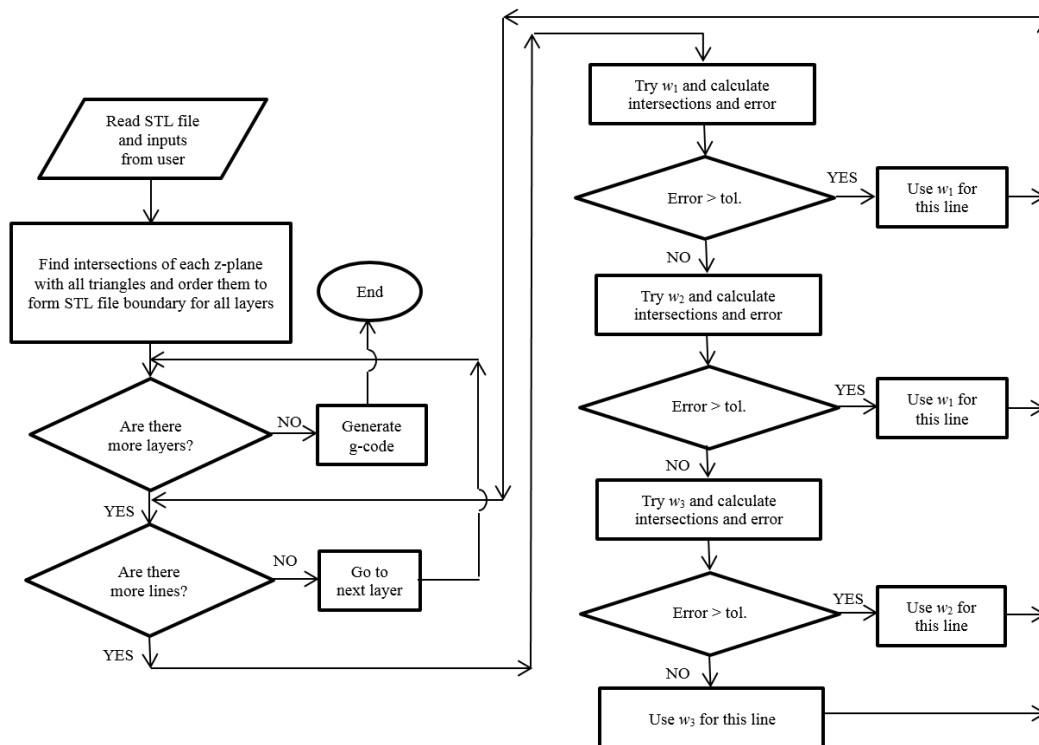 Read STL file
and inputs
from user
Find intersections of each z-plane
with all triangles and order them to
form STL file boundary for all layers
End
Are there
more layers?
NO
Generate
g-code
YES
Are there
more lines?
NO
Go to
next layer
YES
Try w1 and calculate
intersections and error
Error > tol.
YES
Use w1 for
this line
NO
Try w2 and calculate
intersections and error
Error > tol.
YES
Use w1 for
this line
NO
Try w3 and calculate
intersections and error
Error > tol.
YES
Use w2 for
this line
NO
Use w3 for this line